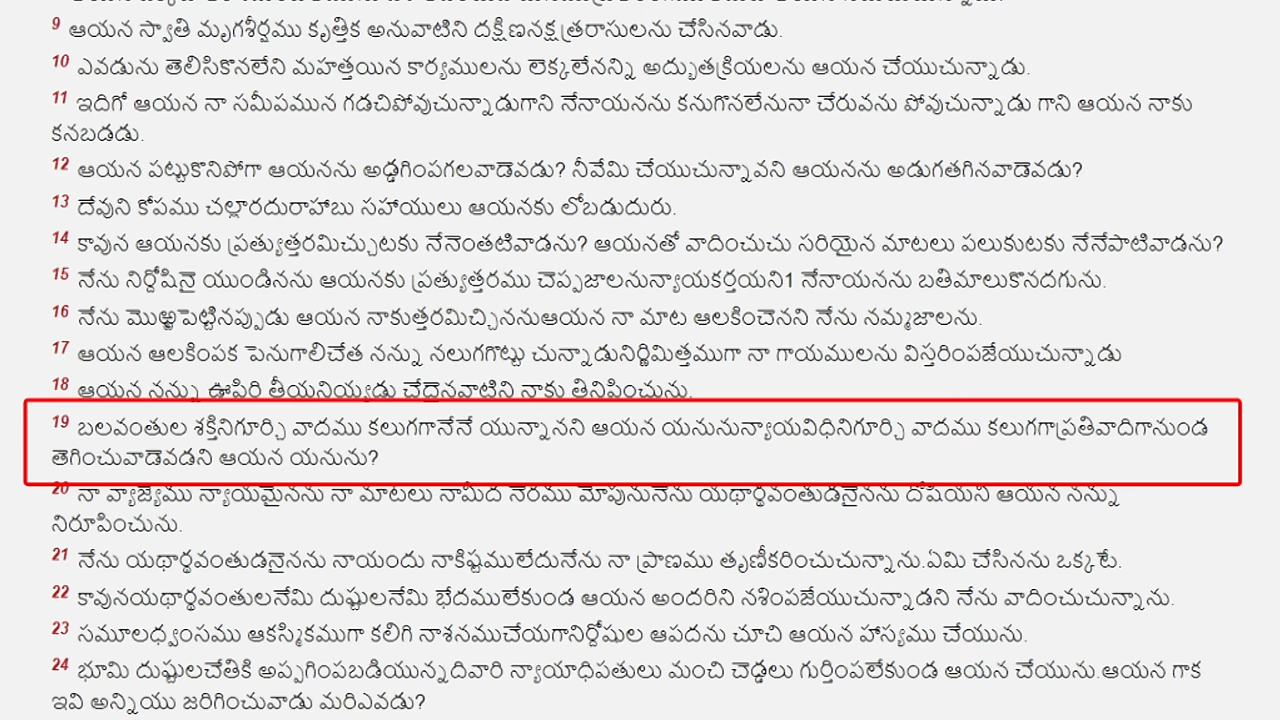 9 ఆయన స్వాతి మృగశీర్షము కృత్తిక అనువాటిని దక్షిణనక్షత్రరాసులను చేసినవాడు.
10 ఎవడును తెలిసికొనలేని మహత్తయిన కార్యములను లెక్కలేనన్ని అద్భుతక్రియలను ఆయన చేయుచున్నాడు.
11 ఇదిగో ఆయన నా సమీపమున గడచిపోవుచున్నాడుగాని నేనాయనను కనుగొనలేనునా చేరువను పోవుచున్నాడు గాని ఆయన నాకు
కనబడడు.
12 ఆయన పట్టుకొనిపోగా ఆయనను అడ్డగింపగలవాడెవడు? నీవేమి చేయుచున్నావని ఆయనను అడుగతగినవాడెవడు?
13 దేవుని కోపము చల్లారదురాహాబు సహాయులు ఆయనకు లోబడుదురు.
14 కావున ఆయనకు ప్రత్యుత్తరమిచ్చుటకు నేనెంతటివాడను? ఆయనతో వాదించుచు సరియైన మాటలు పలుకుటకు నేనేపాటివాడను?
15 నేను నిర్దోషినై యుండినను ఆయనకు ప్రత్యుత్తరము చెప్పజాలనున్యాయకర్తయని1 నేనాయనను బతిమాలుకొనదగును.
16 నేను మొఱ్ఱపెట్టినప్పుడు ఆయన నాకుత్తరమిచ్చిననుఆయన నా మాట ఆలకించెనని నేను నమ్మజాలను.
17 ఆయన ఆలకింపక పెనుగాలిచేత నన్ను నలుగగొట్టు చున్నాడునిర్ణిమిత్తముగా నా గాయములను విస్తరింపజేయుచున్నాడు
18 ఆయన నన్ను ఊపిరి తీయనియ్యడు చేదైనవాటిని నాకు తినిపించును.
19 బలవంతుల శక్తినిగూర్చి వాదము కలుగగానేనే యున్నానని ఆయన యనునున్యాయవిధినిగూర్చి వాదము కలుగగాప్రతివాదిగానుండ
తెగించువాడెవడని ఆయన యనును?
20 నా వ్యాజ్యెము న్యాయమైనను నా మాటలు నామీద నేరము మోపునునేను యథార్థవంతుడనైనను దోషియని ఆయన నన్ను
నిరూపించును.
21 నేను యథార్థవంతుడనైనను నాయందు నాకిష్టములేదునేను నా ప్రాణము తృణీకరించుచున్నాను.ఏమి చేసినను ఒక్కటే.
22 కావునయథార్థవంతులనేమి దుష్టులనేమి భేదములేకుండ ఆయన అందరిని నశింపజేయుచున్నాడని నేను వాదించుచున్నాను.
23 సమూలధ్వంసము ఆకస్మికముగా కలిగి నాశనముచేయగానిర్దోషుల ఆపదను చూచి ఆయన హాస్యము చేయును.
24 భూమి దుష్టులచేతికి అప్పగింపబడియున్నదివారి న్యాయాధిపతులు మంచి చెడ్డలు గుర్తింపలేకుండ ఆయన చేయును.ఆయన గాక
ఇవి అన్నియు జరిగించువాడు మరిఎవడు?